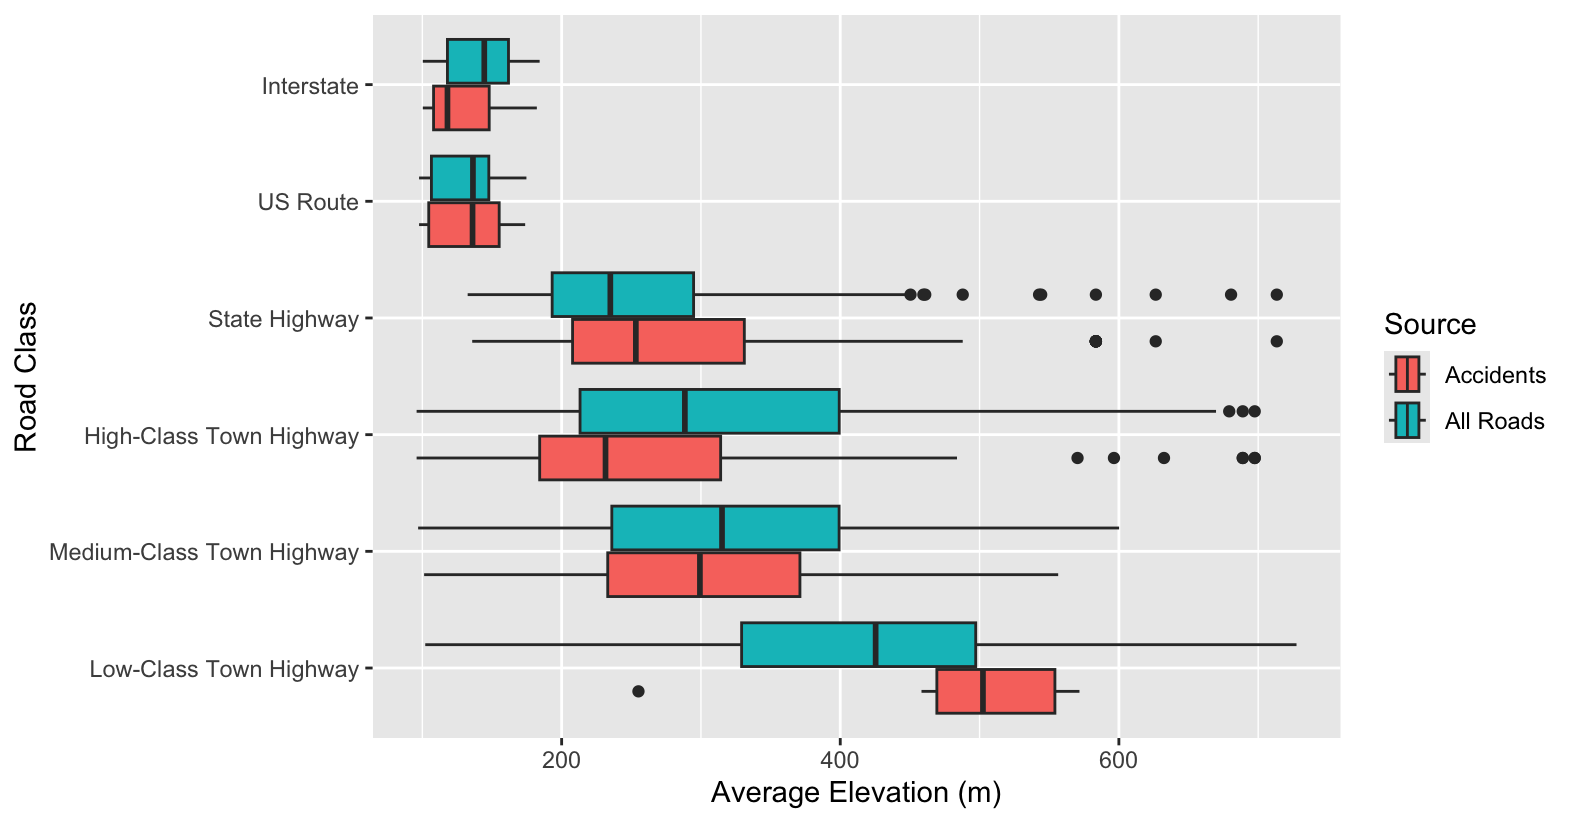 Road Class
Interstate
US Route
State Highway
High-Class Town Highway
Medium-Class Town Highway
Low-Class Town Highway
200
400
600
Average Elevation (m)
Source
Accidents
All Roads